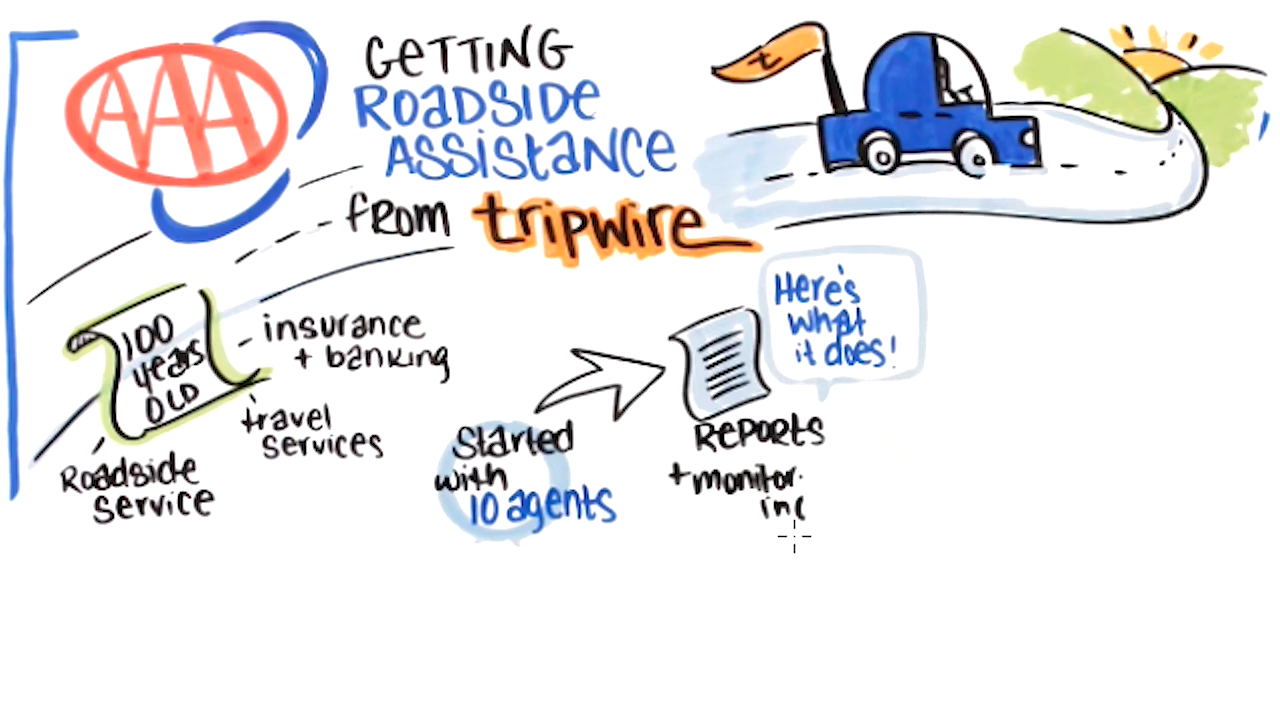 AAA
GETTING
ROADSIDE
ASSISTANCE
FROM tripwire
t
100
years
OLD
insurance
+ banking
travel
services
Roadside
service
Started
with
10 agents
Here's
what
it does!
REPORTS
+ monitor.
inc